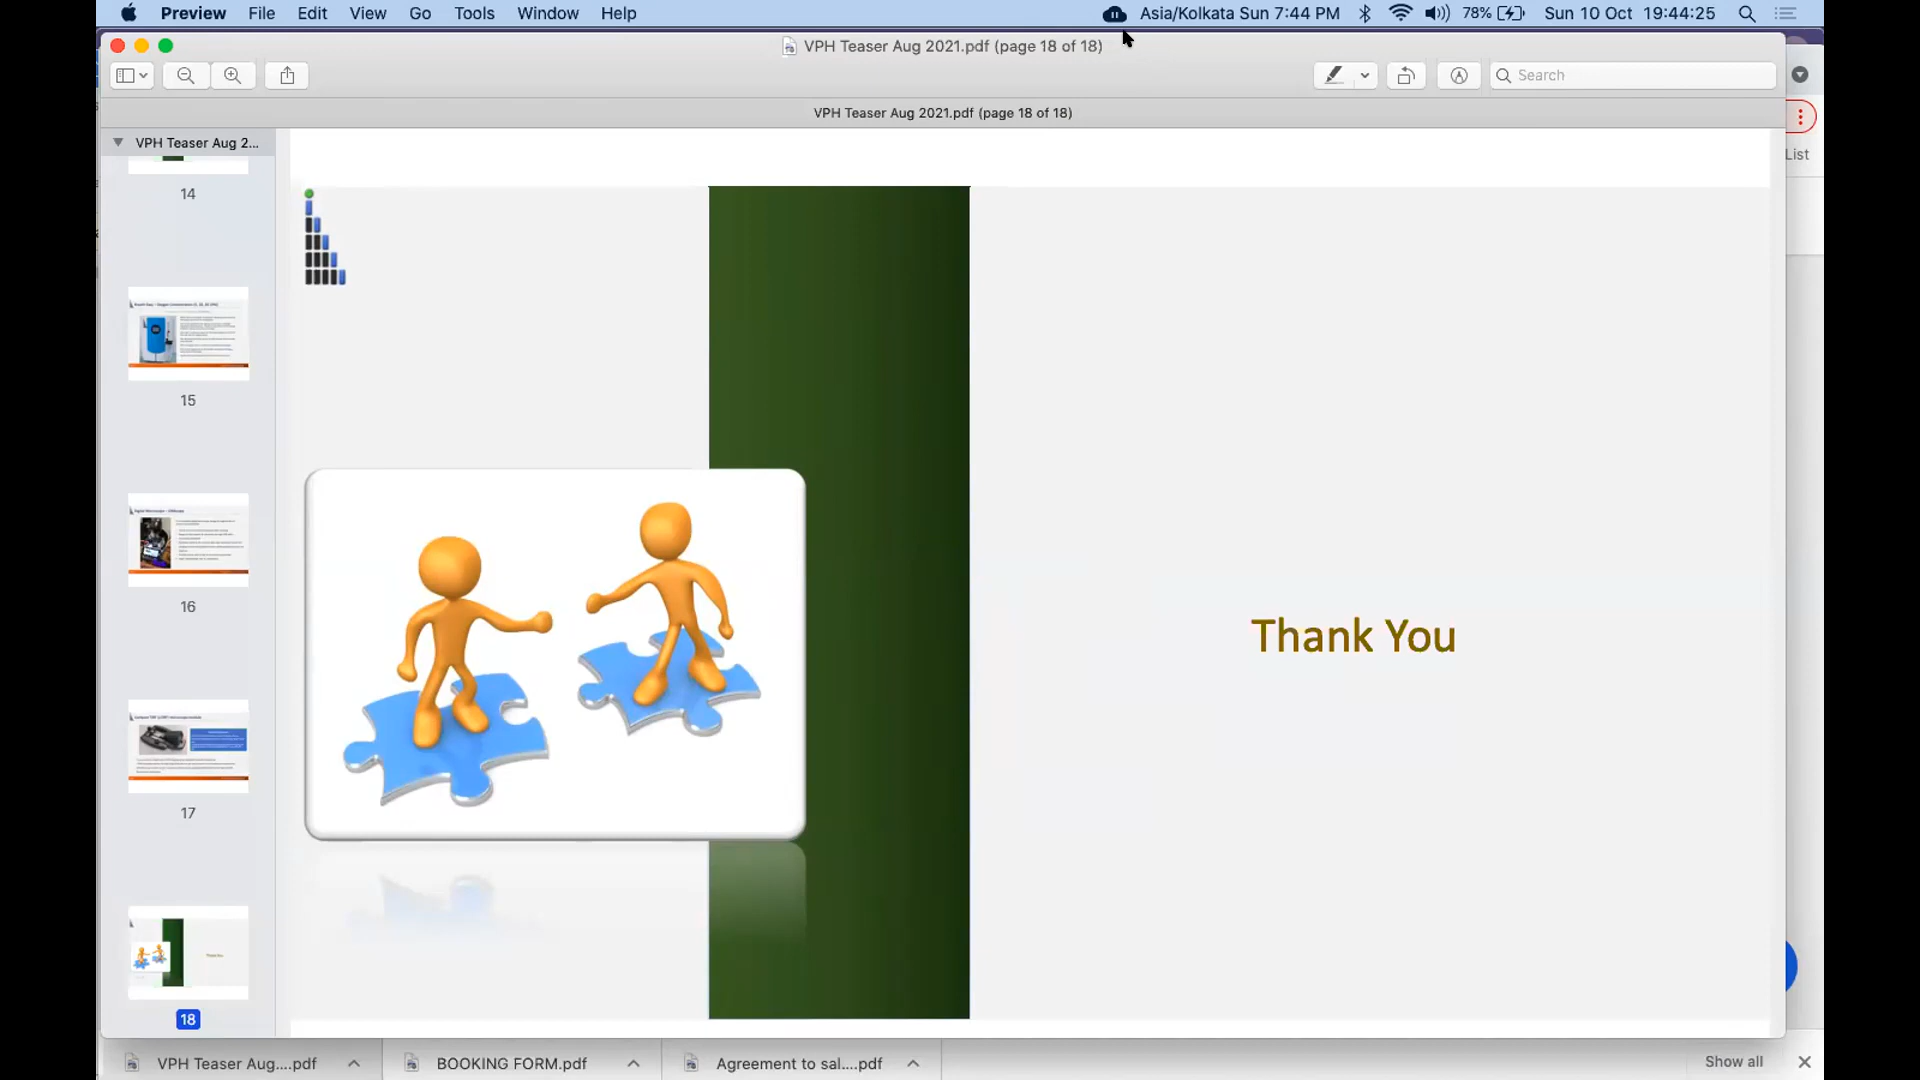 Preview File Edit View Go Tools Window Help Asia/Kolkata Sun 7:44 PM 78% Sun 10 Oct 19:44:25
VPH Teaser Aug 2021.pdf (page 18 of 18)
Search
VPH Teaser Aug 2021.pdf (page 18 of 18)
VPH Teaser Aug 2...
List
14
15
16
17
Thank You
18
Thank You
VPH Teaser Aug....pdf BOOKING FORM.pdf Agreement to sal....pdf Show all